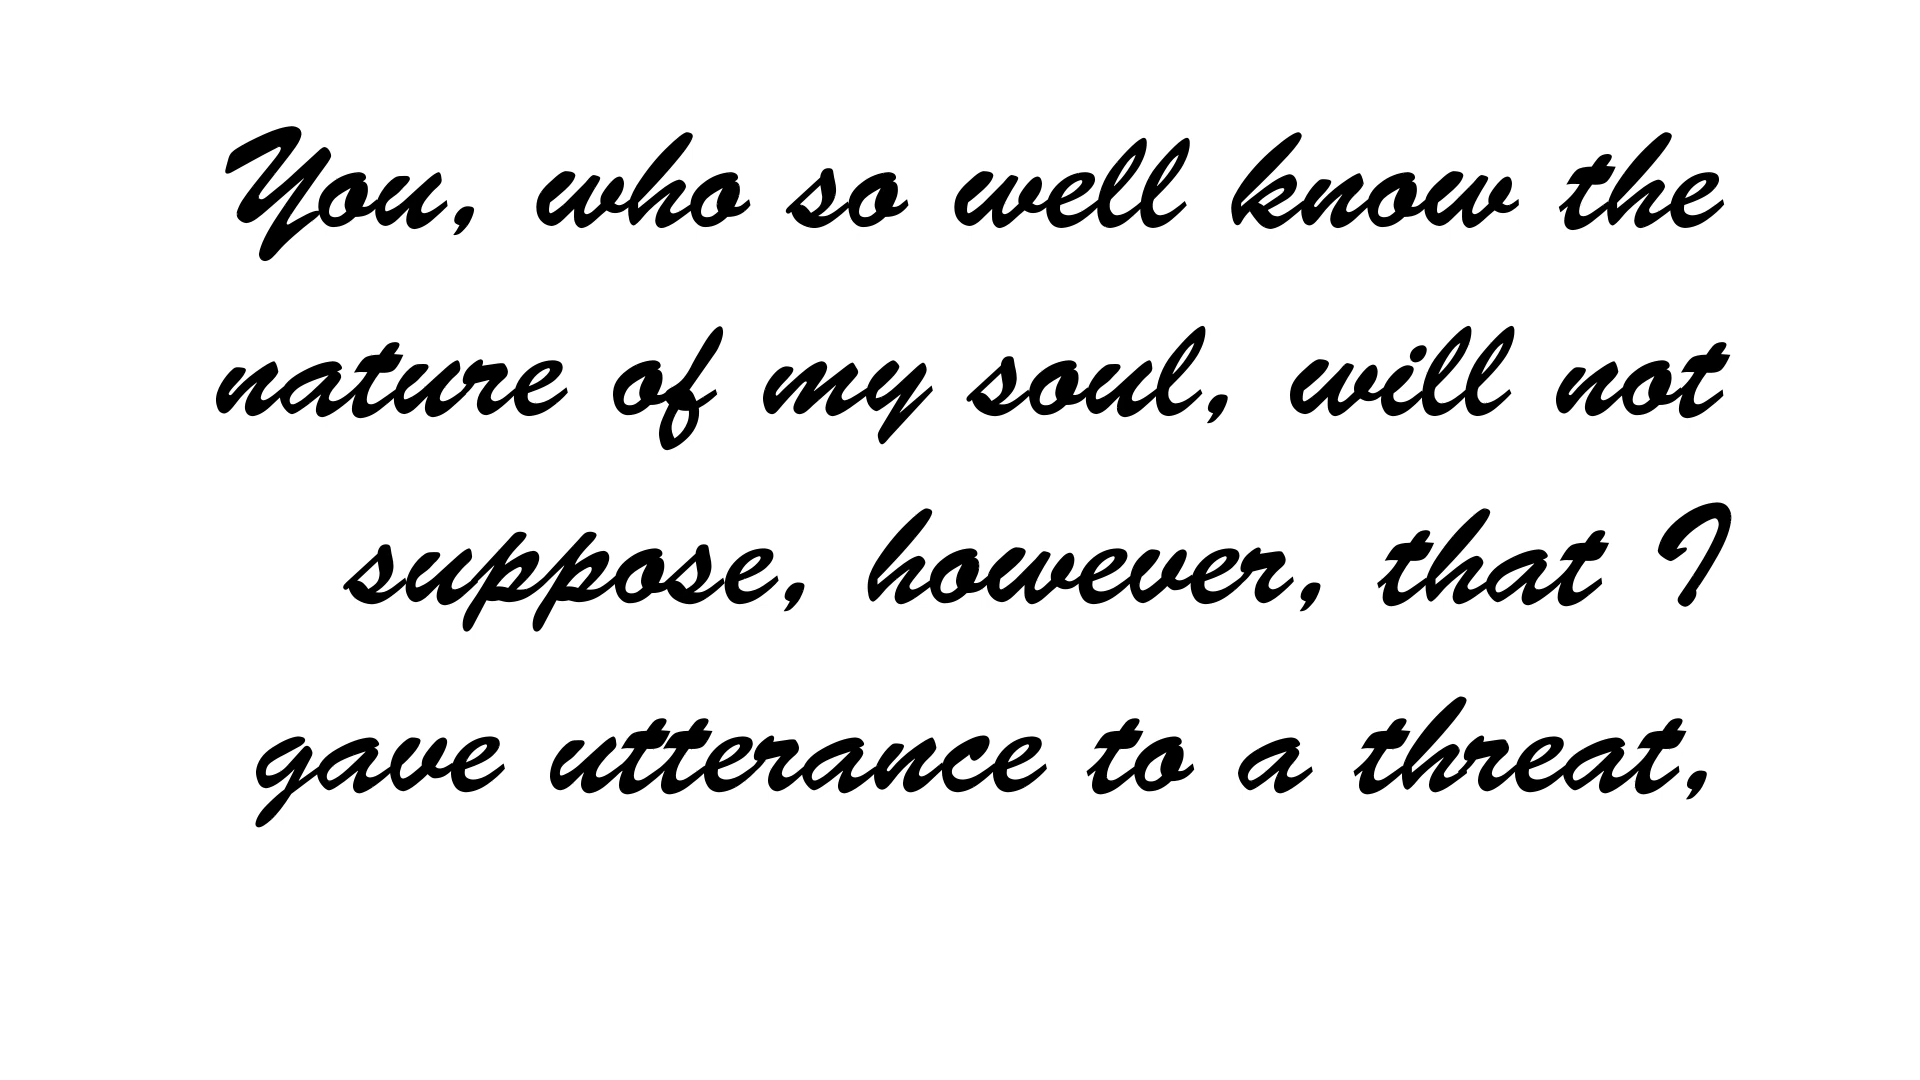 You, who so well know the
nature of my soul, will not
suppose, however, that I
gave utterance to a threat,